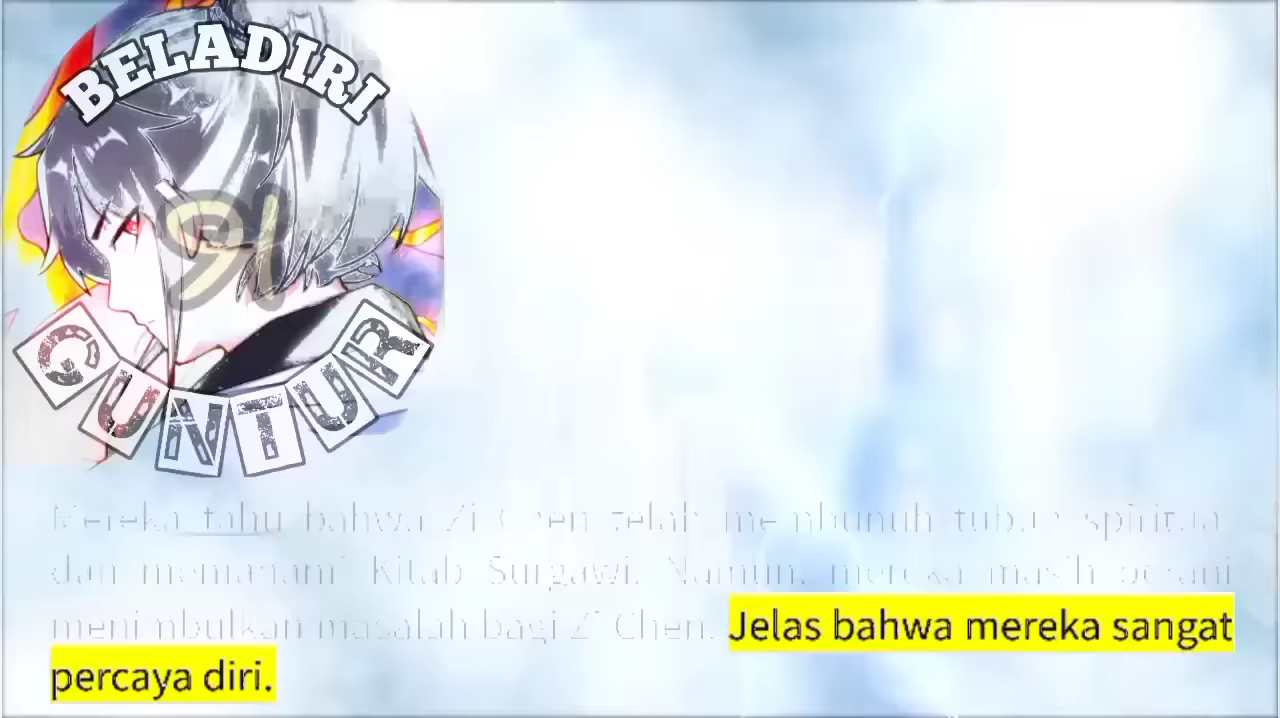 BELADIRI
GUNTUR
Mereka tahu bahwa Zi Chen telah membunuh tubuh spiritual
dan memahami Kitab Surgawi. Namun, mereka masih berani
menimbulkan masalah bagi Zi Chen. Jelas bahwa mereka sangat
percaya diri.